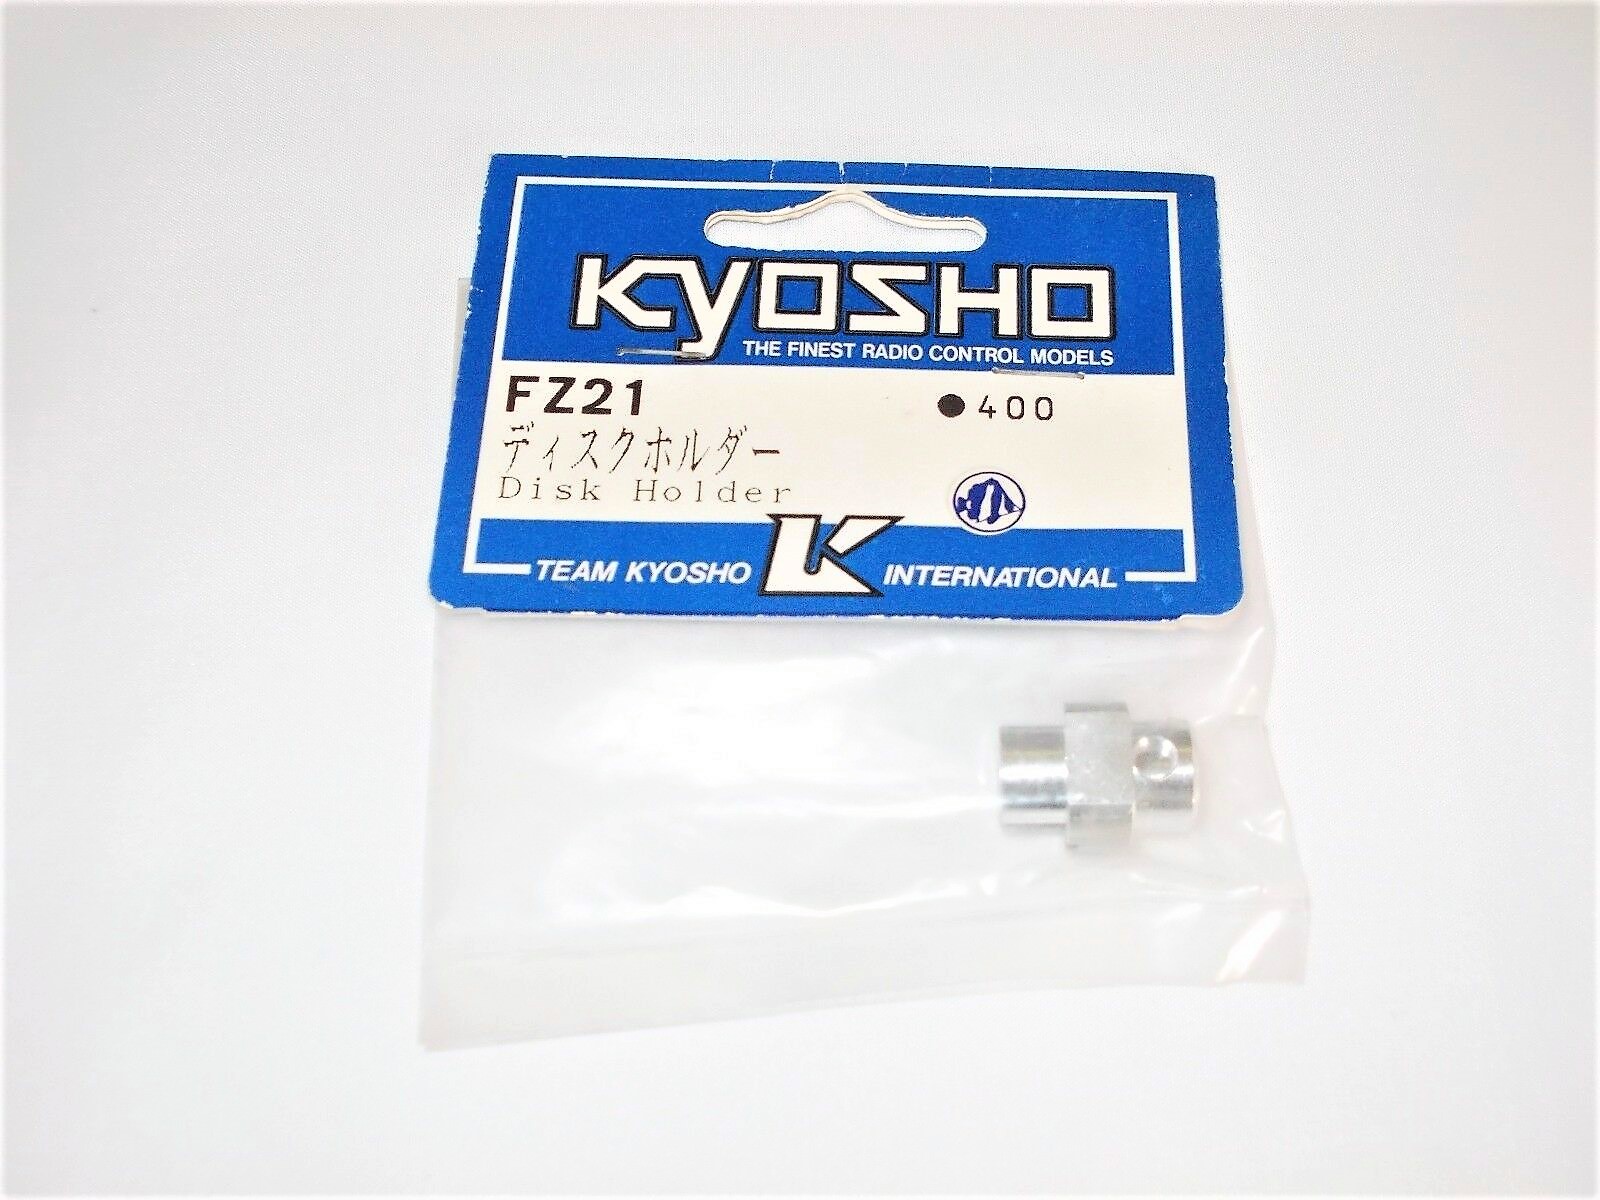 KYOSHO
THE FINEST RADIO CONTROL MODELS
FZ21
●400
ディスクホルダー
Disk Holder
K
TEAM KYOSHO INTERNATIONAL